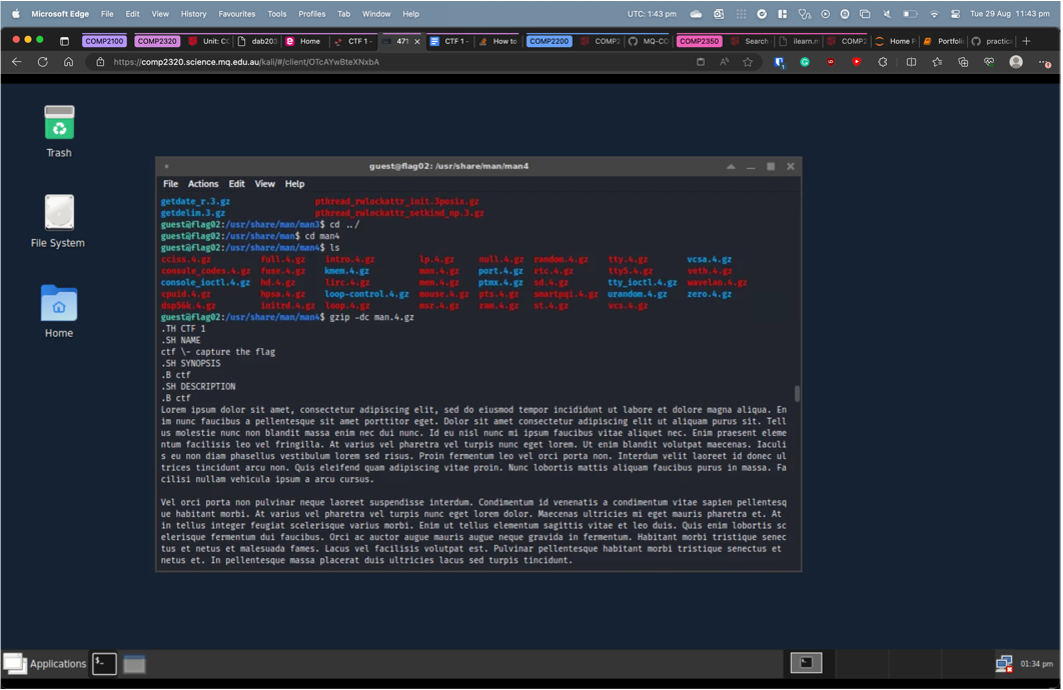 Microsoft Edge File Edit View History Favourites Tools Profiles Tab Window Help UTC: 1:43 pm Tue 29 Aug 11:43 pm
COMP2100 COMP2320 Unit: CC dab203 Home CTF 1 - 471 CTF 1 - How to COMP2200 COMP2 MQ-CO COMP2350 Search ilearn.m COMP2 Home P Portfoli practic
https://comp2320.science.mq.edu.au/kali/#/client/OTcAYwBteXNxbA
Trash
File System
Home
guest@flag02: /usr/share/man/man4
File Actions Edit View Help
getdate_r.3.gz pthread_rwlockattr_init.3posix.gz
getdelim.3.gz pthread_rwlockattr_setkind_np.3.gz
guest@flag02:/usr/share/man/man3$ cd ../
guest@flag02:/usr/share/man$ cd man4
guest@flag02:/usr/share/man/man4$ ls
cciss.4.gz full.4.gz intro.4.gz lp.4.gz null.4.gz random.4.gz tty.4.gz vcsa.4.gz
console_codes.4.gz fuse.4.gz kmem.4.gz man.4.gz port.4.gz rtc.4.gz ttyS.4.gz veth.4.gz
console_ioctl.4.gz hd.4.gz lirc.4.gz mem.4.gz ptmx.4.gz sd.4.gz tty_ioctl.4.gz wavelan.4.gz
cpuid.4.gz hpsa.4.gz loop-control.4.gz mouse.4.gz pts.4.gz smartpqi.4.gz urandom.4.gz zero.4.gz
dsp56k.4.gz initrd.4.gz loop.4.gz msr.4.gz ram.4.gz st.4.gz vcs.4.gz
guest@flag02:/usr/share/man/man4$ gzip -dc man.4.gz
.TH CTF 1
.SH NAME
ctf \- capture the flag
.SH SYNOPSIS
.B ctf
.SH DESCRIPTION
.B ctf
Lorem ipsum dolor sit amet, consectetur adipiscing elit, sed do eiusmod tempor incididunt ut labore et dolore magna aliqua. En
im nunc faucibus a pellentesque sit amet porttitor eget. Dolor sit amet consectetur adipiscing elit ut aliquam purus sit. Tell
us molestie nunc non blandit massa enim nec dui nunc. Id eu nisl nunc mi ipsum faucibus vitae aliquet nec. Enim praesent eleme
ntum facilisis leo vel fringilla. At varius vel pharetra vel turpis nunc eget lorem. Ut enim blandit volutpat maecenas. Iaculi
s eu non diam phasellus vestibulum lorem sed risus. Proin fermentum leo vel orci porta non. Interdum velit laoreet id donec ul
trices tincidunt arcu non. Quis eleifend quam adipiscing vitae proin. Nunc lobortis mattis aliquam faucibus purus in massa. Fa
cilisi nullam vehicula ipsum a arcu cursus.
Vel orci porta non pulvinar neque laoreet suspendisse interdum. Condimentum id venenatis a condimentum vitae sapien pellentesq
ue habitant morbi. At varius vel pharetra vel turpis nunc eget lorem dolor. Maecenas ultricies mi eget mauris pharetra et. At
in tellus integer feugiat scelerisque varius morbi. Enim ut tellus elementum sagittis vitae et leo duis. Quis enim lobortis sc
elerisque fermentum dui faucibus. Orci ac auctor augue mauris augue neque gravida in fermentum. Habitant morbi tristique senec
tus et netus et malesuada fames. Lacus vel facilisis volutpat est. Pulvinar pellentesque habitant morbi tristique senectus et
netus et. In pellentesque massa placerat duis ultricies lacus sed turpis tincidunt.
Applications 01:34 pm